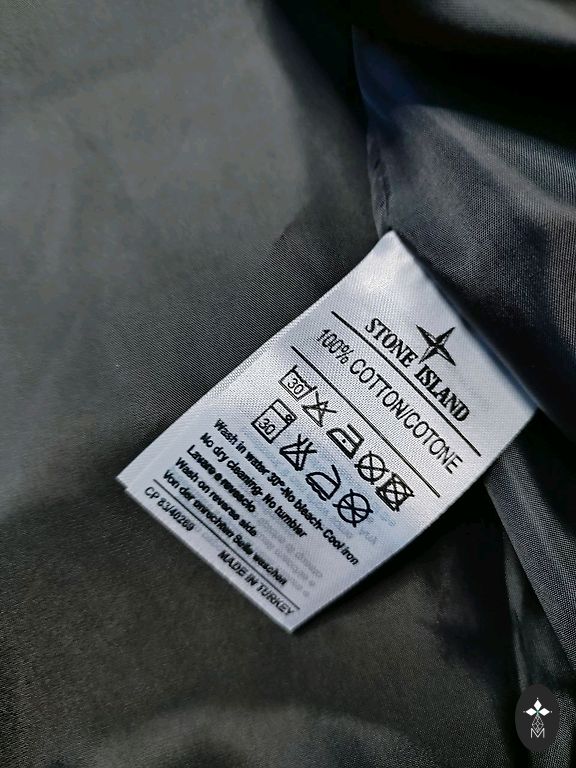 STONE ISLAND
100% COTTON/COTONE
30
30
Wash in water 30°-No bleach- Cool iron
No dry cleaning- No tumbler
Lavare a rovescio
Wash on reverse side
Von der unreichten Seite waschen
CP 83/40269
MADE IN TURKEY
M